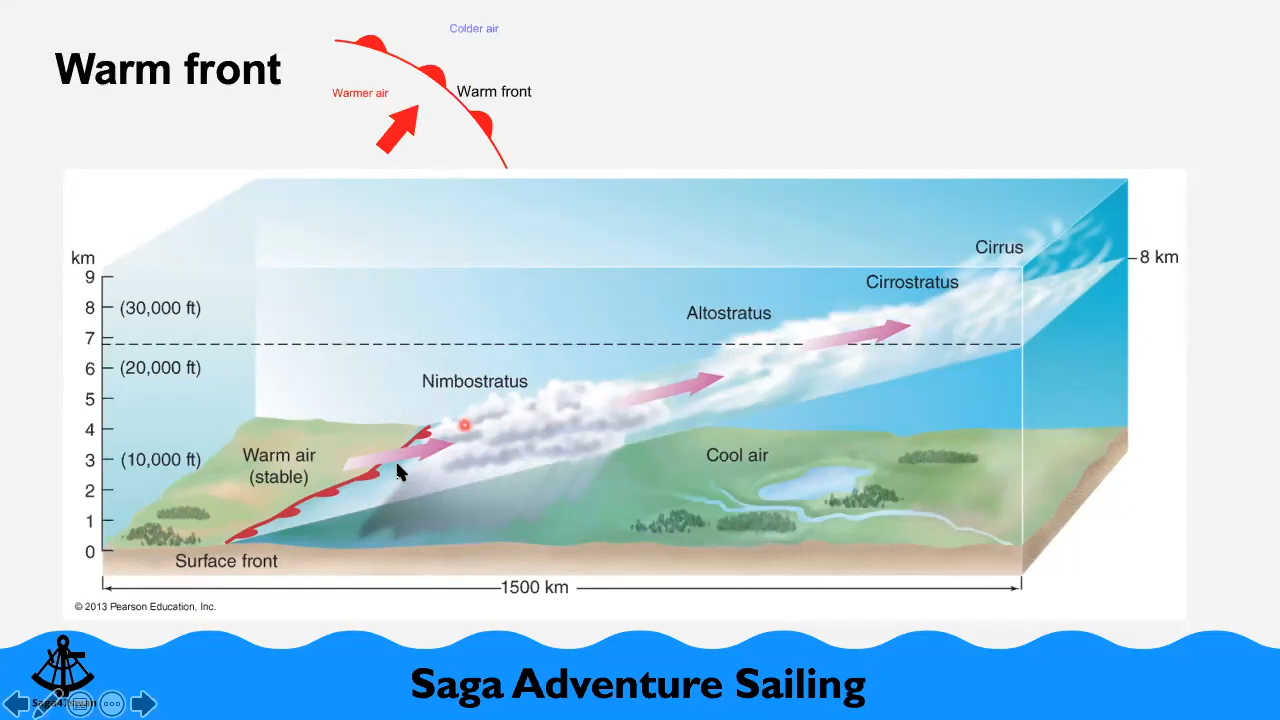 Colder air
Warm front
Warmer air
Warm front
Cirrus
km
8 km
9
Cirrostratus
8 (30,000 ft)
Altostratus
7
6 (20,000 ft)
Nimbostratus
5
4
Warm air
(stable)
Cool air
3 (10,000 ft)
2
1
0
Surface front
1500 km
© 2013 Pearson Education, Inc.
Saga Adventure Sailing